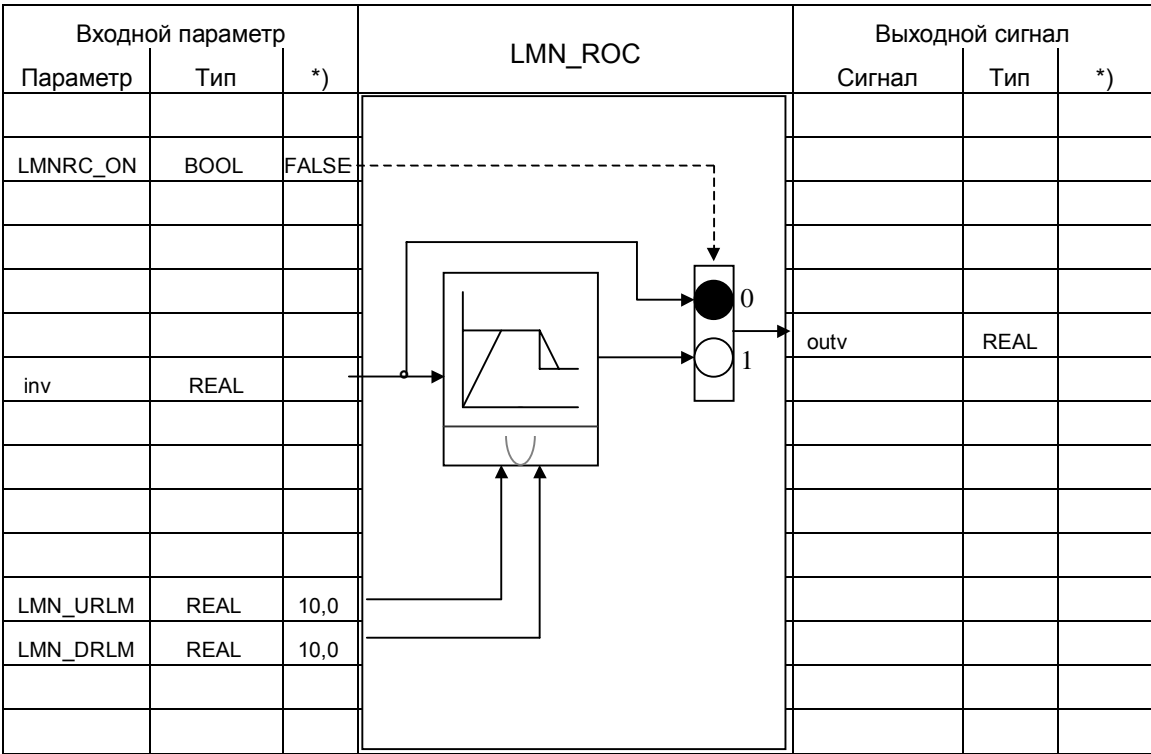 Входной параметр LMN_ROC Выходной сигнал
Параметр Тип *) Сигнал Тип *)
LMNRC_ON BOOL FALSE
0
outv REAL
1
inv REAL
LMN_URLM REAL 10,0
LMN_DRLM REAL 10,0